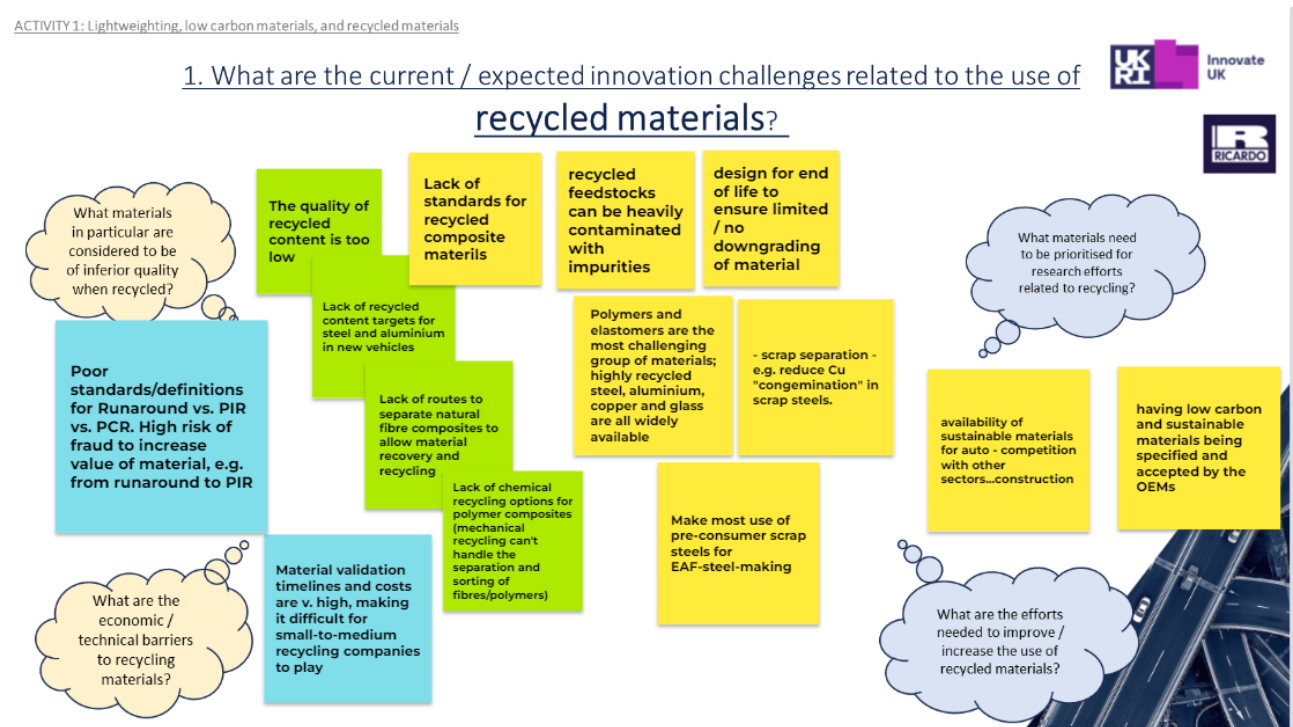 ACTIVITY 1: Lightweighting, low carbon materials, and recycled materials
1. What are the current / expected innovation challenges related to the use of
recycled materials?
UK
RI
Innovate
UK
R
RICARDO
What materials
in particular are
considered to be
of inferior quality
when recycled?
The quality of
recycled
content is too
low
Lack of
standards for
recycled
composite
materils
recycled
feedstocks
can be heavily
contaminated
with
impurities
design for end
of life to
ensure limited
/ no
downgrading
of material
What materials need
to be prioritised for
research efforts
related to recycling?
Poor
standards/definitions
for Runaround vs. PIR
vs. PCR. High risk of
fraud to increase
value of material, e.g.
from runaround to PIR
Lack of recycled
content targets for
steel and aluminium
in new vehicles
Lack of routes to
separate natural
fibre composites to
allow material
recovery and
recycling
Lack of chemical
recycling options for
polymer composites
(mechanical
recycling can't
handle the
separation and
sorting of
fibres/polymers)
Polymers and
elastomers are the
most challenging
group of materials;
highly recycled
steel, aluminium,
copper and glass
are all widely
available
- scrap separation -
e.g. reduce Cu
"congemination" in
scrap steels.
Make most use of
pre-consumer scrap
steels for
EAF-steel-making
availability of
sustainable materials
for auto - competition
with other
sectors...construction
having low carbon
and sustainable
materials being
specified and
accepted by the
OEMs
What are the
economic /
technical barriers
to recycling
materials?
Material validation
timelines and costs
are v. high, making
it difficult for
small-to-medium
recycling companies
to play
What are the efforts
needed to improve /
increase the use of
recycled materials?